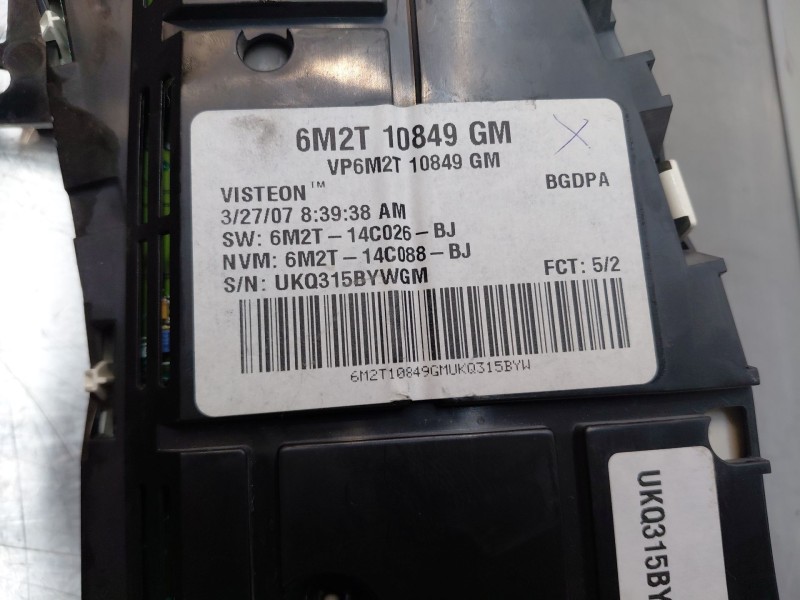 6M2T 10849 GM
VP6M2T 10849 GM
VISTEON™
BGDPA
3/27/07 8:39:38 AM
SW: 6M2T-14C026-BJ
NVM: 6M2T-14C088-BJ
S/N: UKQ315BYWGM
FCT: 5/2
6M2T10849GMUKQ315BYW
UKQ315BY